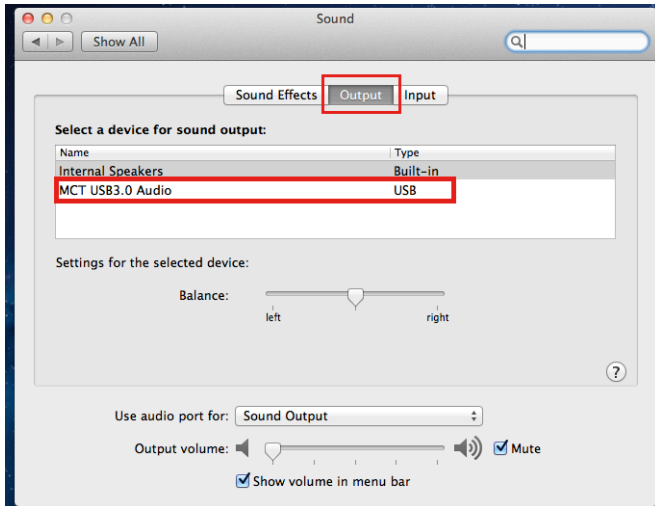 Sound
Show All
Sound Effects Output Input
Select a device for sound output:
Name Type
Internal Speakers Built-in
MCT USB3.0 Audio USB
Settings for the selected device:
Balance:
left right
?
Use audio port for: Sound Output
Output volume: Mute
Show volume in menu bar